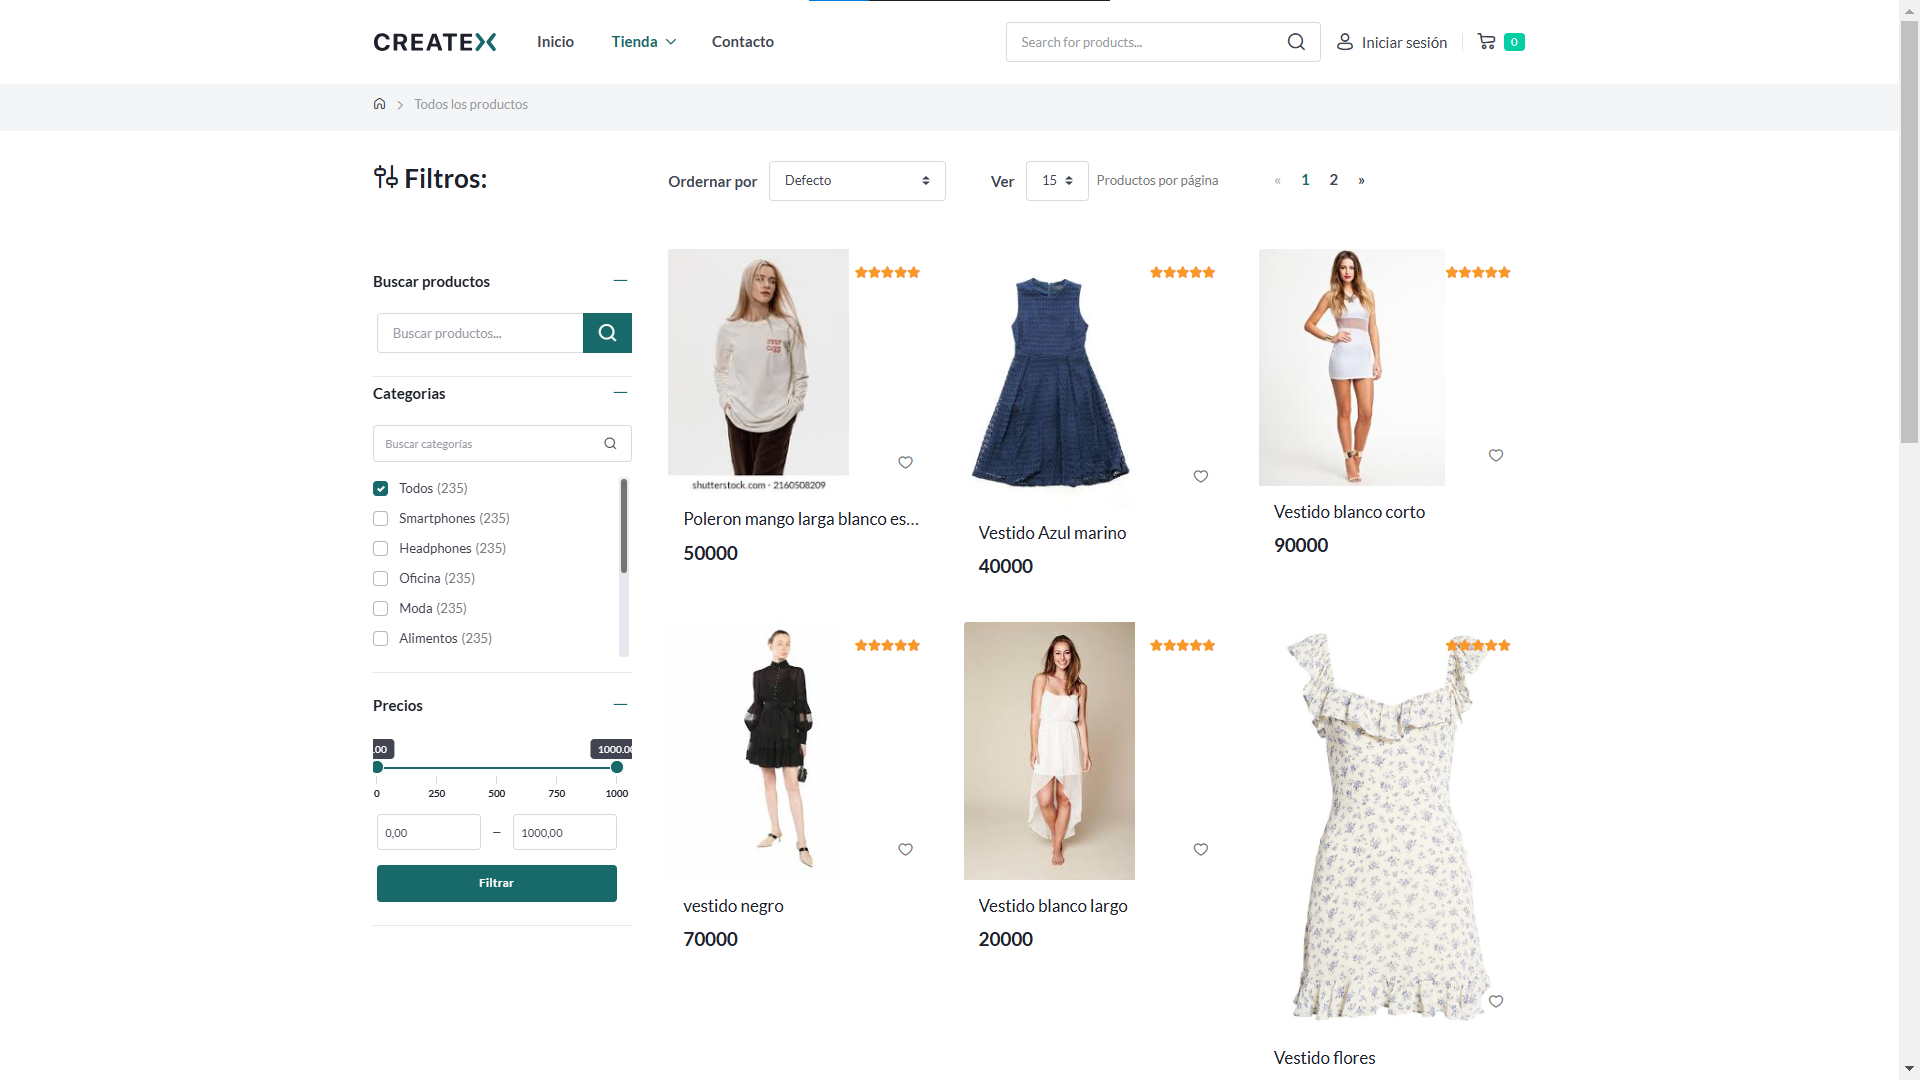 CREATEX
Inicio
Tienda
Contacto
Search for products...
Iniciar sesión
0
Todos los productos
Filtros:
Ordernar por
Defecto
Ver
15
Productos por página
«
1
2
»
Buscar productos
Buscar productos...
Categorias
Buscar categorías
Todos (235)
Smartphones (235)
Headphones (235)
Oficina (235)
Moda (235)
Alimentos (235)
Precios
.00
1000.00
0
250
500
750
1000
0,00
–
1000,00
Filtrar
shutterstock.com · 2160508209
Poleron mango larga blanco es...
50000
Vestido Azul marino
40000
Vestido blanco corto
90000
vestido negro
70000
Vestido blanco largo
20000
Vestido flores